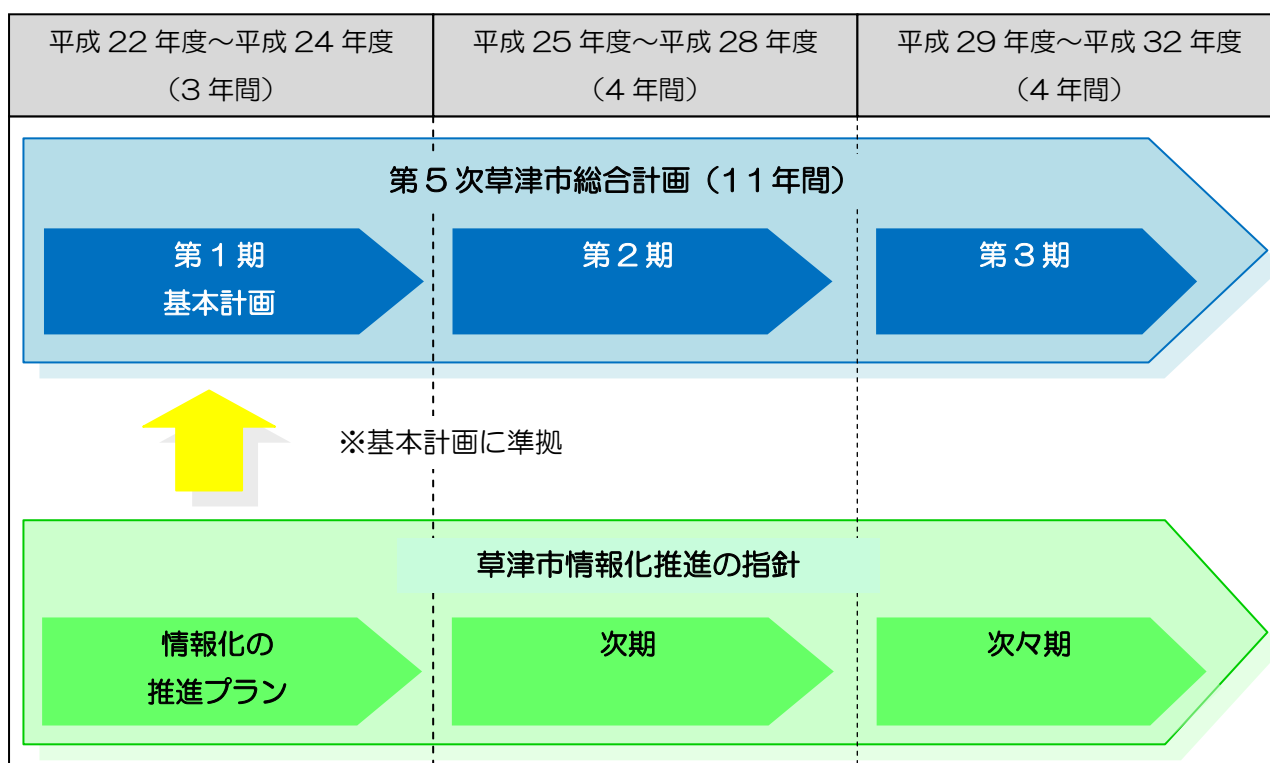 平成 22 年度～平成 24 年度
（3 年間）
平成 25 年度～平成 28 年度
（4 年間）
平成 29 年度～平成 32 年度
（4 年間）
第５次草津市総合計画（１１年間）
第１期
基本計画
第２期
第３期
※基本計画に準拠
草津市情報化推進の指針
情報化の
推進プラン
次期
次々期